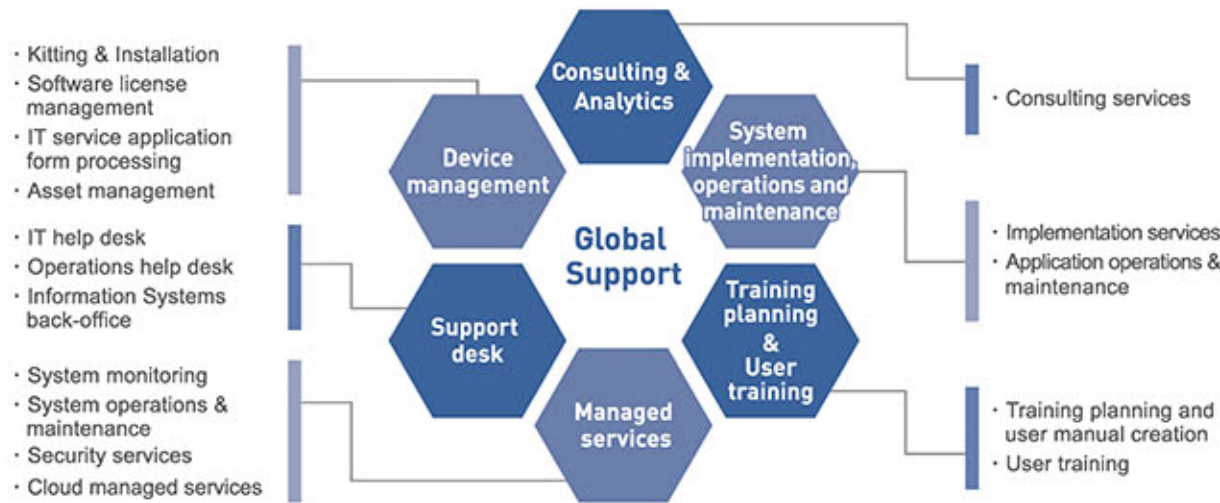 ・Kitting & Installation
・Software license
management
・IT service application
form processing
・Asset management
・IT help desk
・Operations help desk
・Information Systems
back-office
・System monitoring
・System operations &
maintenance
・Security services
・Cloud managed services
Consulting &
Analytics
Device
management
System
implementation,
operations and
maintenance
Global
Support
Support
desk
Training
planning
&
User
training
Managed
services
・Consulting services
・Implementation services
・Application operations &
maintenance
・Training planning and
user manual creation
・User training